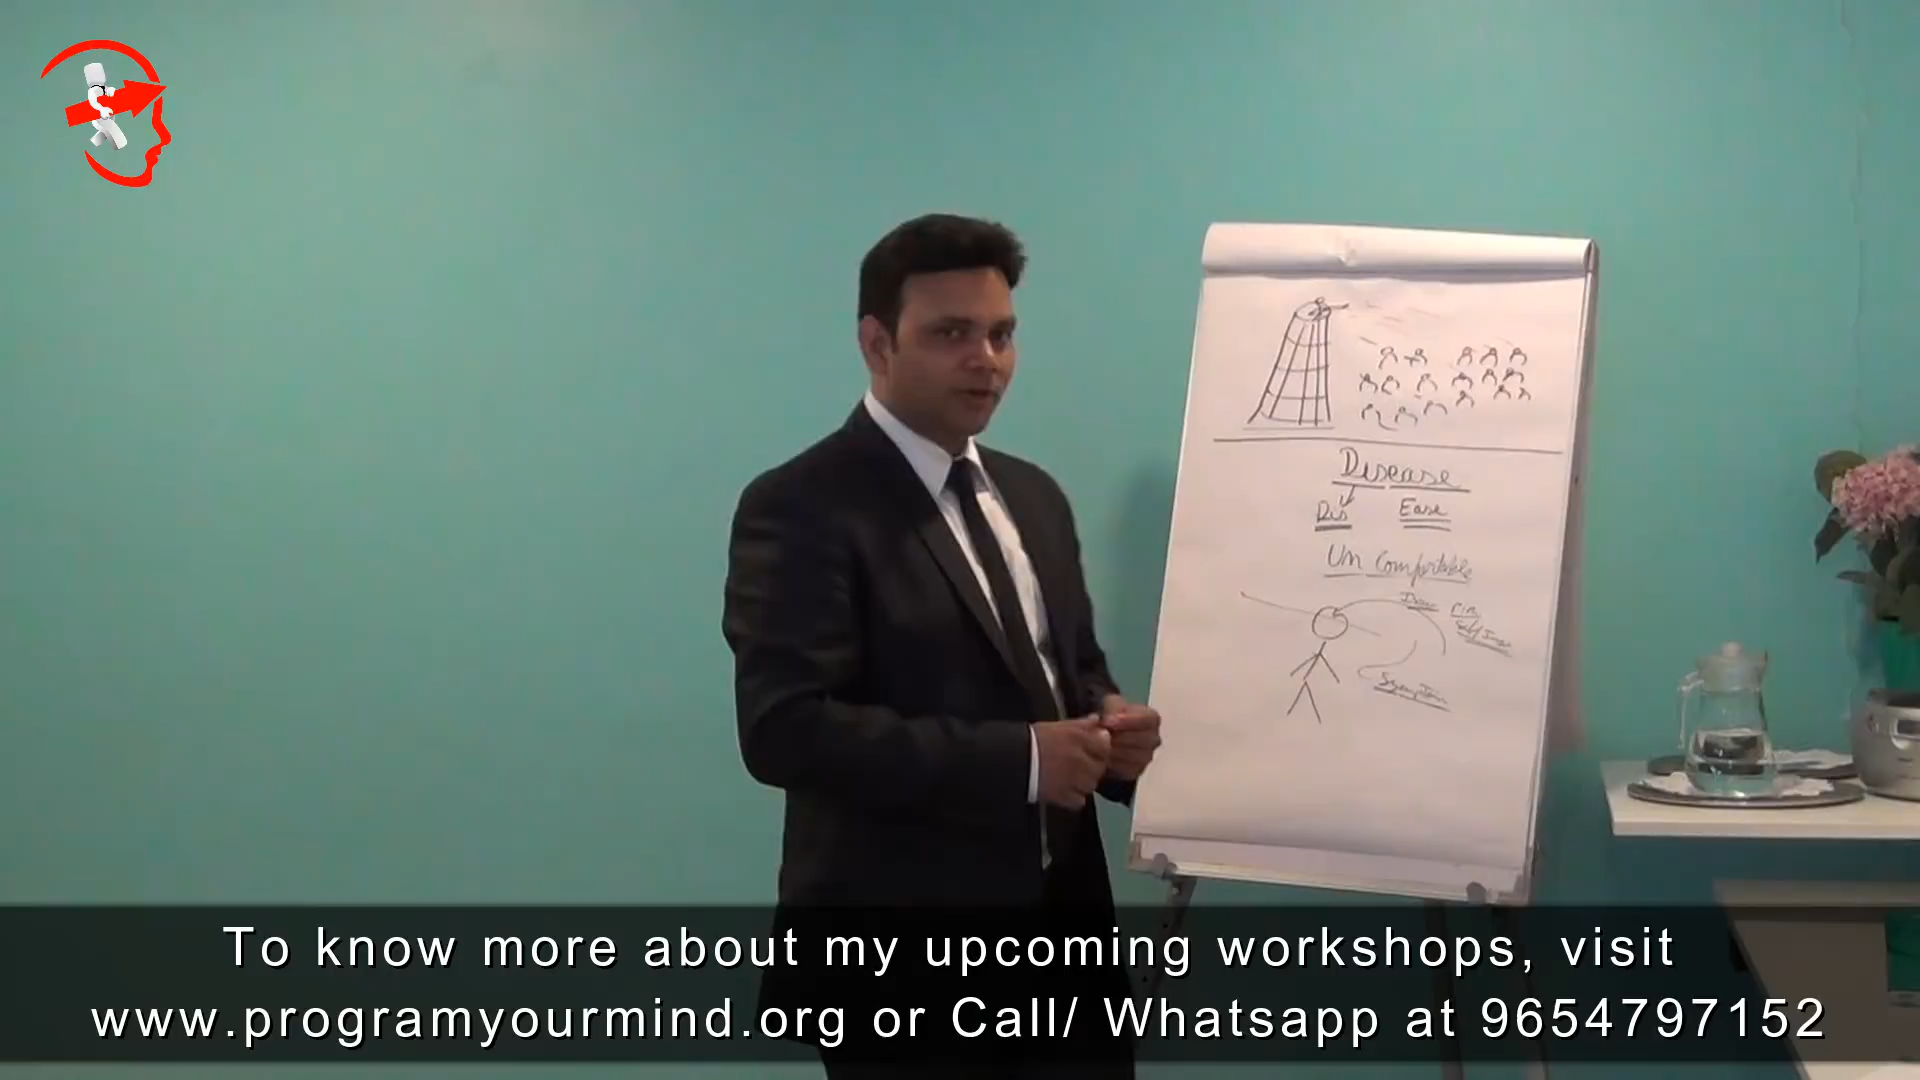 Disease
Dis Ease
Un Comfortable
Symptom
To know more about my upcoming workshops, visit
www.programyourmind.org or Call/ Whatsapp at 9654797152